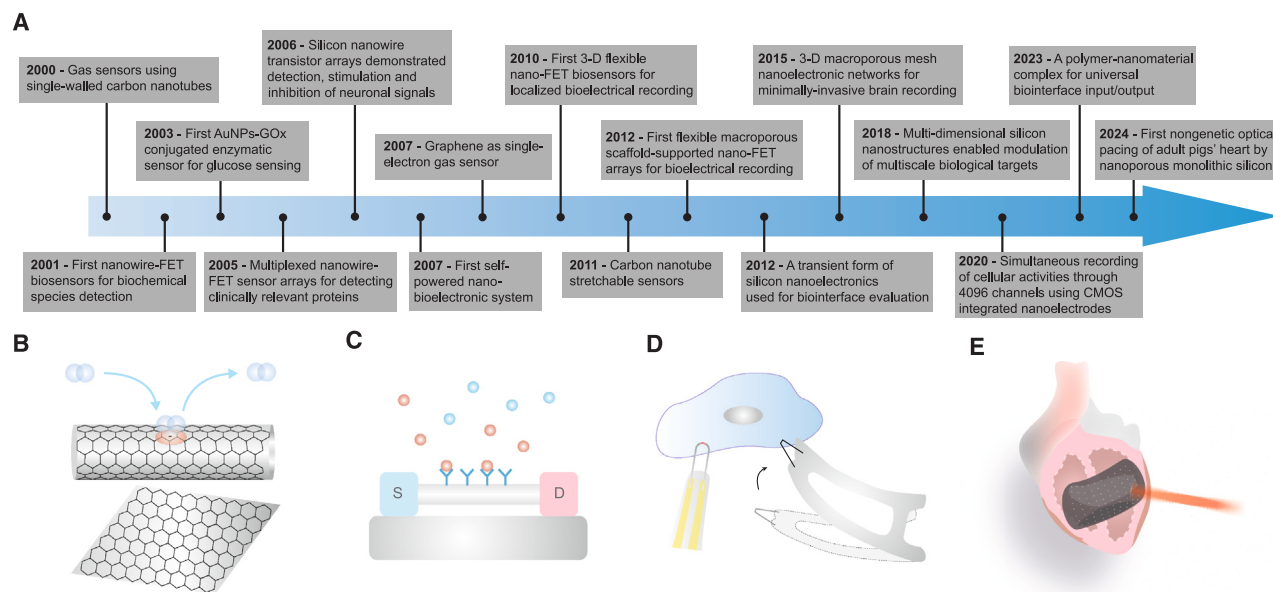 A
2000 - Gas sensors using
single-walled carbon nanotubes
2003 - First AuNPs-GOx
conjugated enzymatic
sensor for glucose sensing
2006 - Silicon nanowire
transistor arrays demonstrated
detection, stimulation and
inhibition of neuronal signals
2007 - Graphene as single-
electron gas sensor
2010 - First 3-D flexible
nano-FET biosensors for
localized bioelectrical recording
2012 - First flexible macroporous
scaffold-supported nano-FET
arrays for bioelectrical recording
2015 - 3-D macroporous mesh
nanoelectronic networks for
minimally-invasive brain recording
2018 - Multi-dimensional silicon
nanostructures enabled modulation
of multiscale biological targets
2023 - A polymer-nanomaterial
complex for universal
biointerface input/output
2024 - First nongenetic optical
pacing of adult pigs' heart by
nanoporous monolithic silicon
2001 - First nanowire-FET
biosensors for biochemical
species detection
2005 - Multiplexed nanowire-
FET sensor arrays for detecting
clinically relevant proteins
2007 - First self-
powered nano-
bioelectronic system
2011 - Carbon nanotube
stretchable sensors
2012 - A transient form of
silicon nanoelectronics
used for biointerface evaluation
2020 - Simultaneous recording
of cellular activities through
4096 channels using CMOS
integrated nanoelectrodes
B
C
S
D
D
E